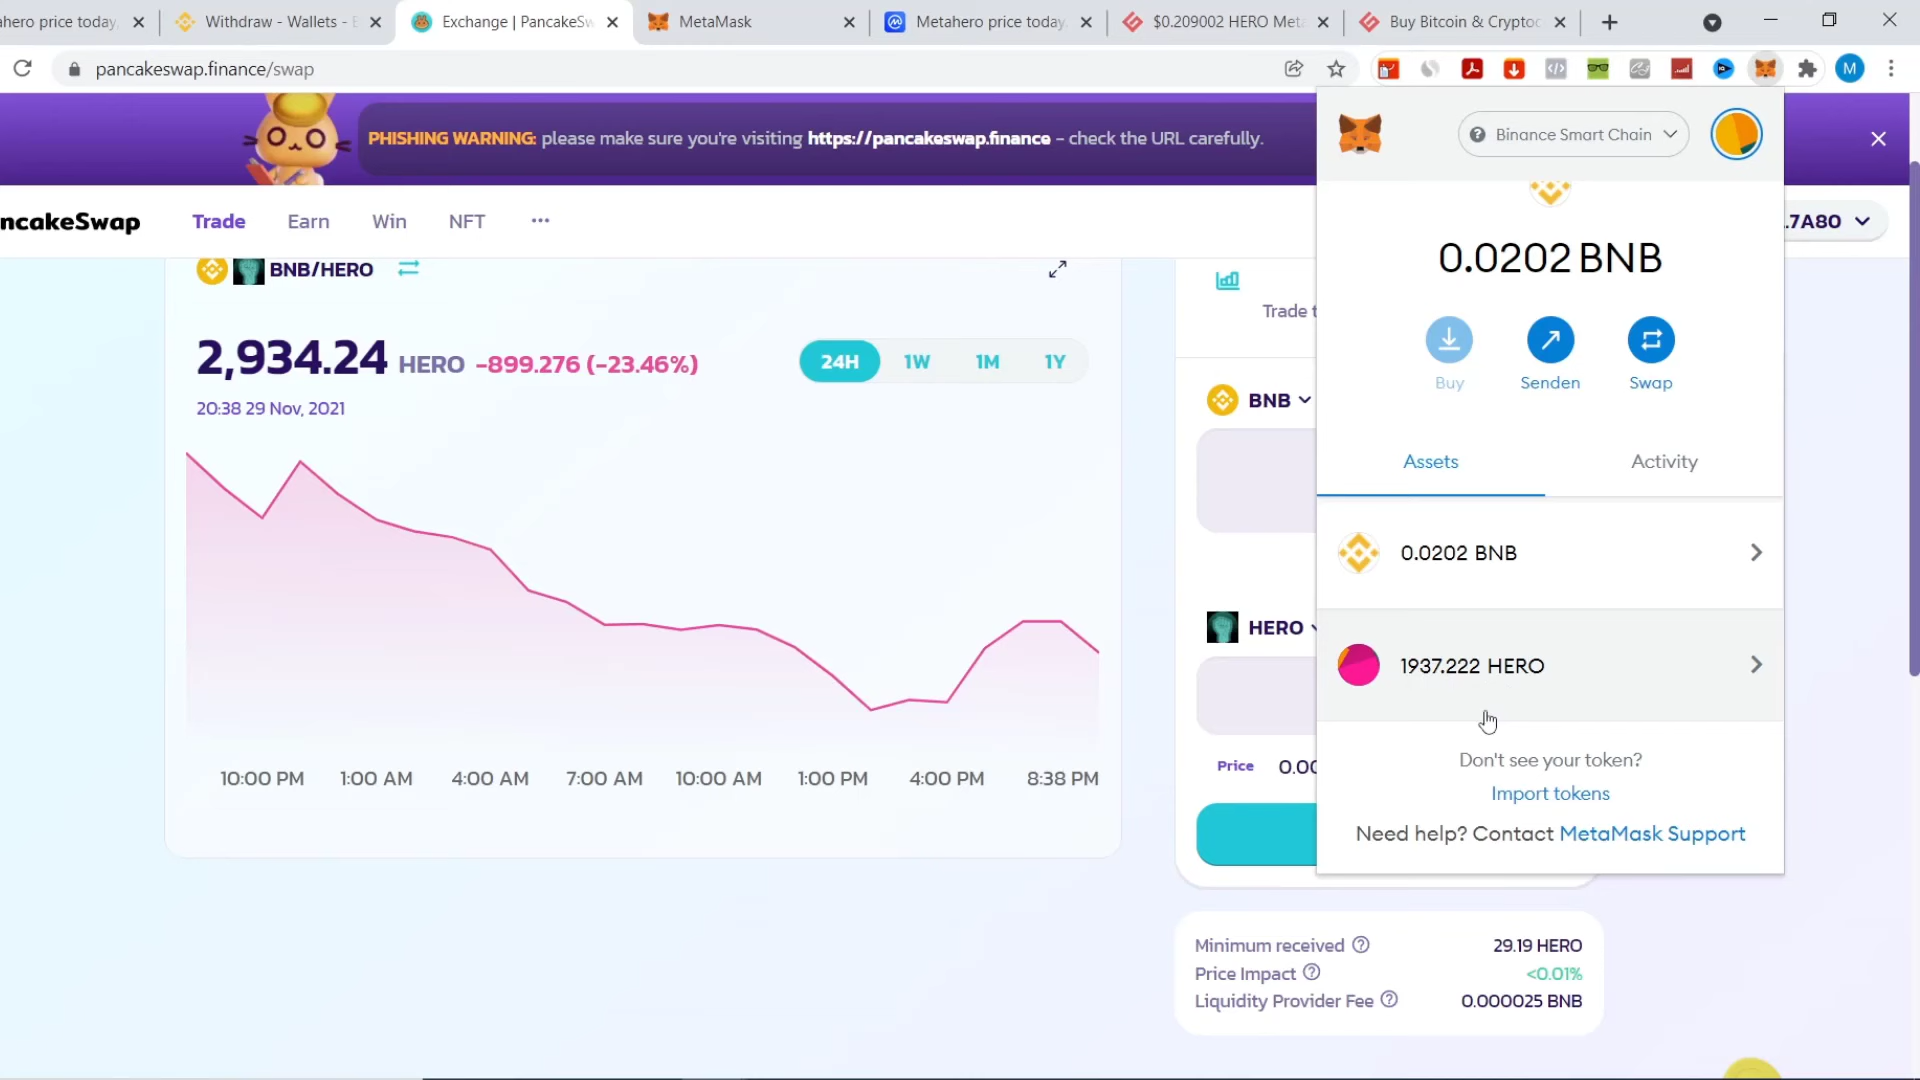 ahero price today,
Withdraw - Wallets - B
Exchange | PancakeSw
MetaMask
Metahero price today,
$0.209002 HERO Meta
Buy Bitcoin & Cryptoc
pancakeswap.finance/swap
M
PHISHING WARNING: please make sure you're visiting https://pancakeswap.finance - check the URL carefully.
ncakeSwap
Trade
Earn
Win
NFT
.7A80
BNB/HERO
2,934.24 HERO -899.276 (-23.46%)
24H
1W
1M
1Y
20:38 29 Nov, 2021
10:00 PM
1:00 AM
4:00 AM
7:00 AM
10:00 AM
1:00 PM
4:00 PM
8:38 PM
Trade t
BNB
HERO
Price
0.00
Binance Smart Chain
0.0202 BNB
Buy
Senden
Swap
Assets
Activity
0.0202 BNB
1937.222 HERO
Don't see your token?
Import tokens
Need help? Contact MetaMask Support
Minimum received
29.19 HERO
Price Impact
<0.01%
Liquidity Provider Fee
0.000025 BNB